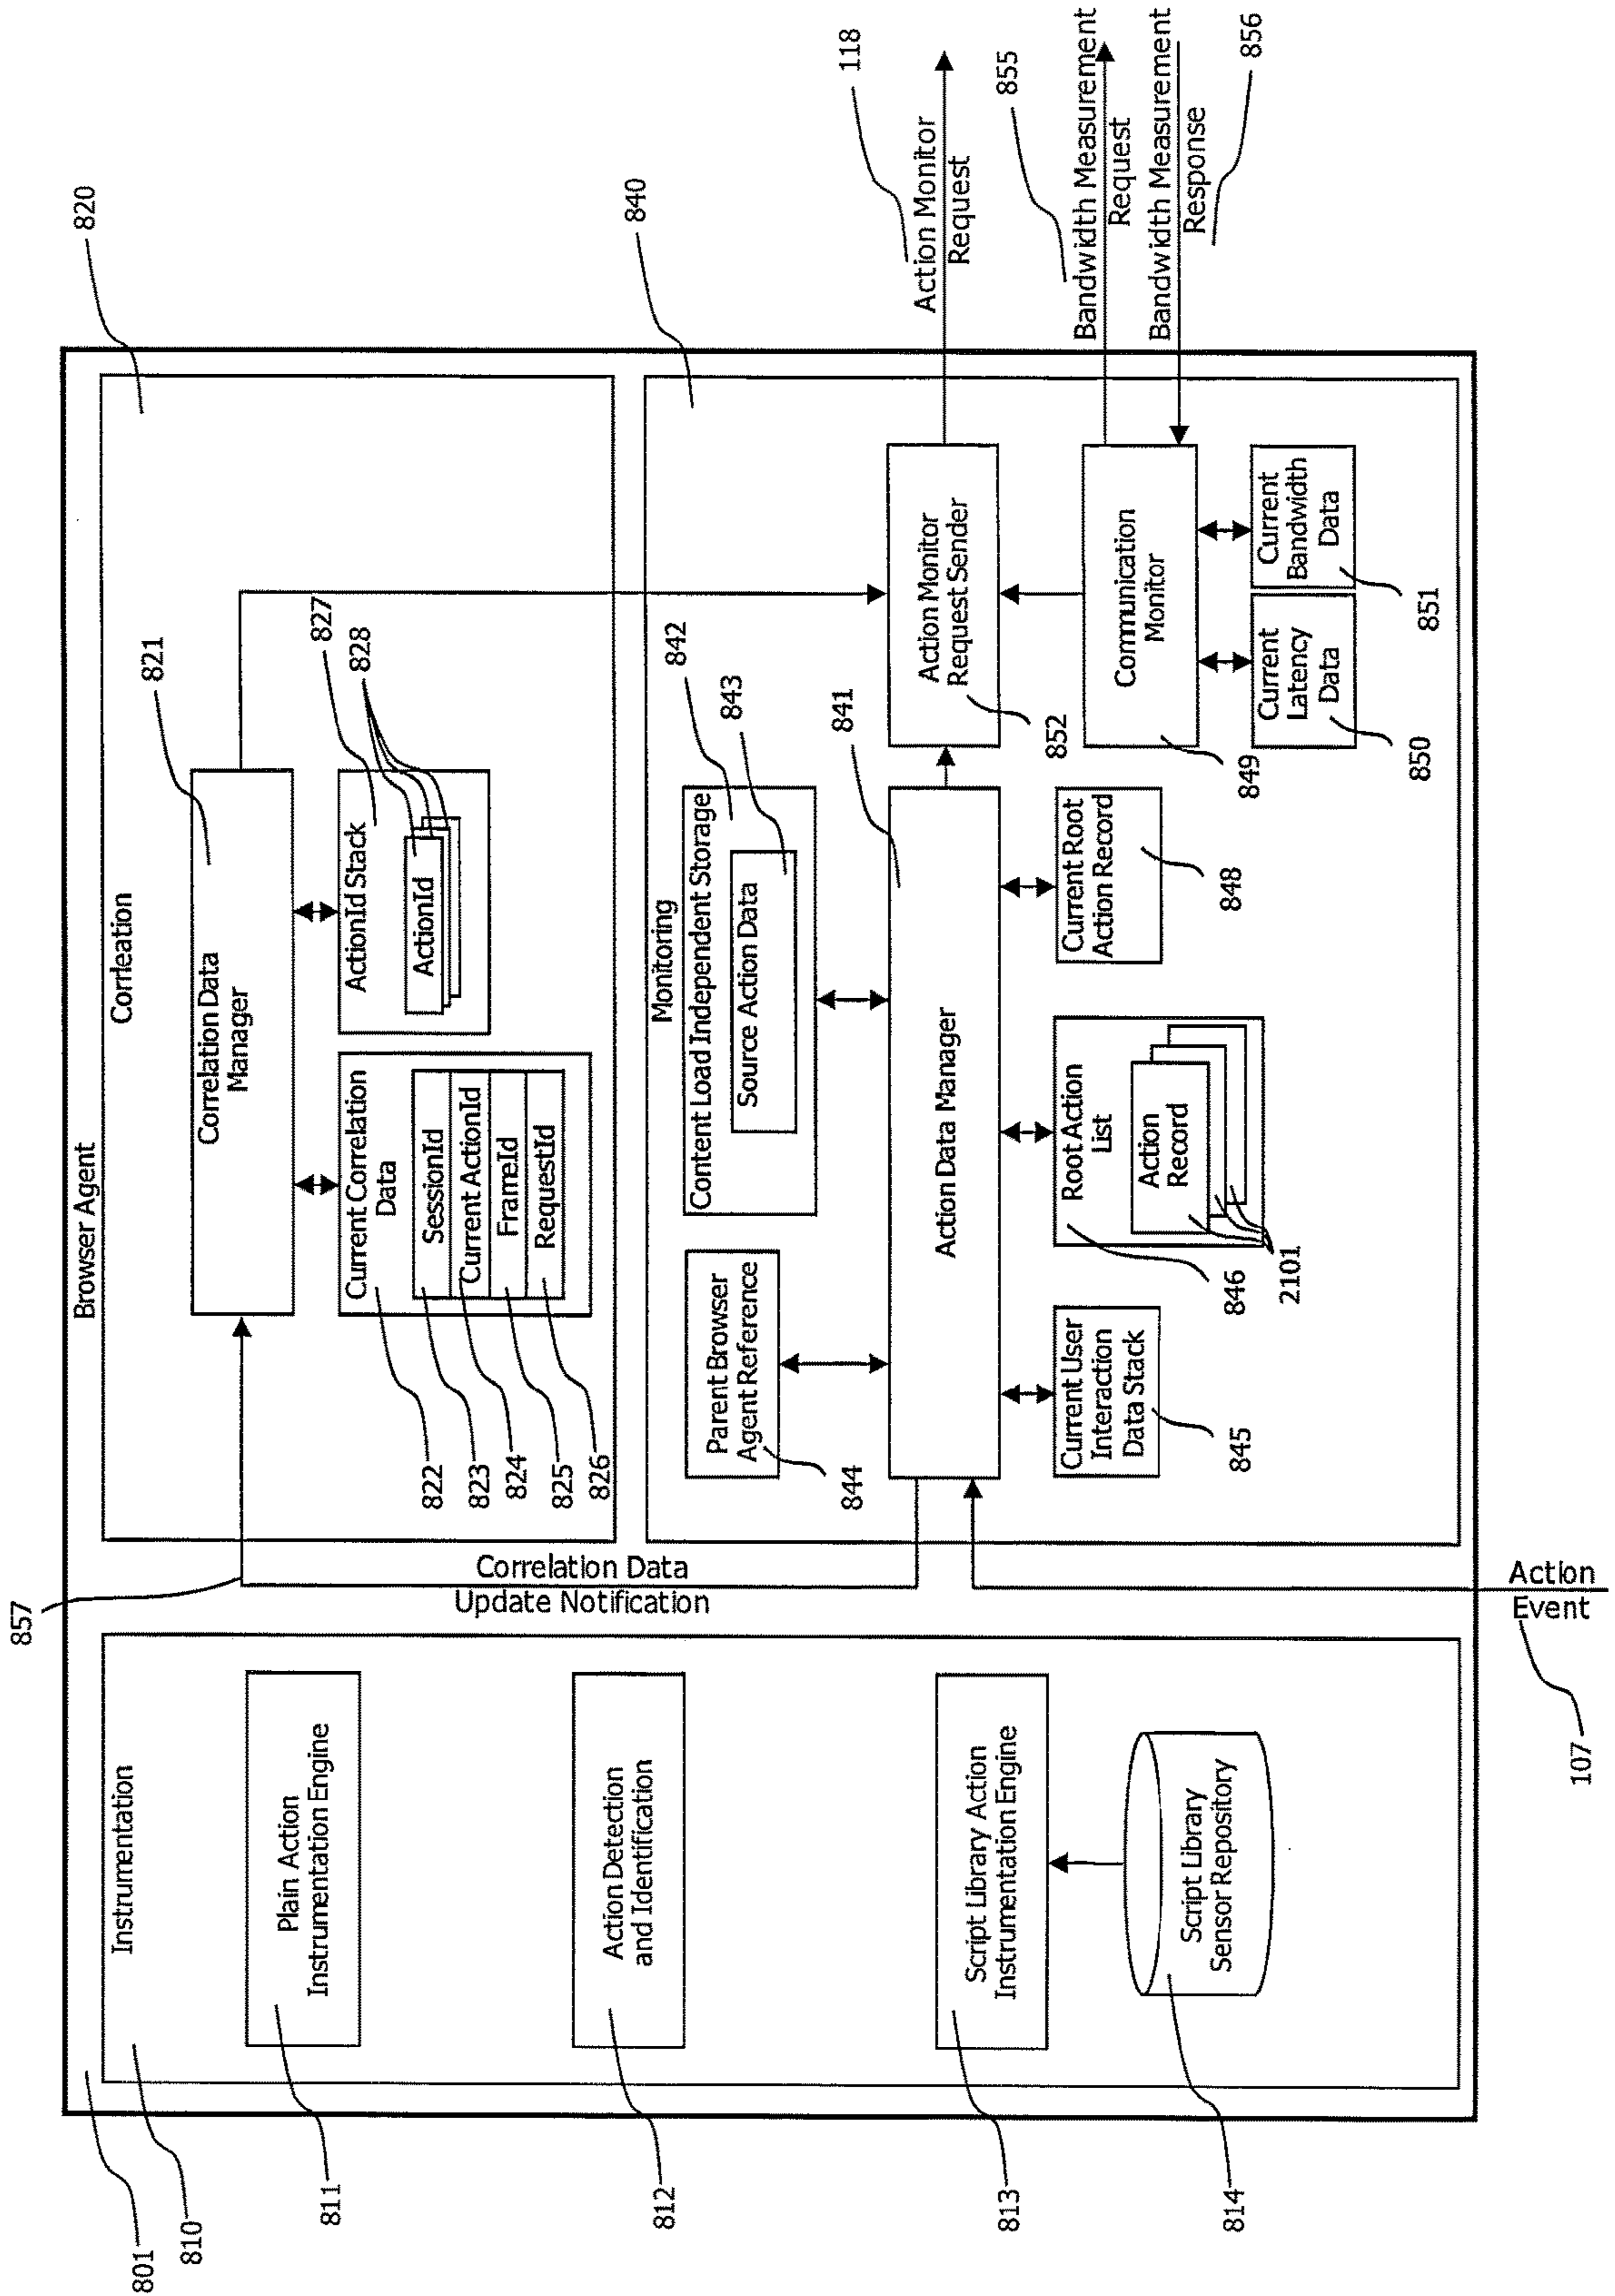 Browser Agent
801
Instrumentation
810
Plain Action
Instrumentation Engine
811
Action Detection
and Identification
812
Script Library Action
Instrumentation Engine
813
Script Library
Sensor Repository
814
857
Correlation Data
Update Notification
Action
Event
107
Corrleation
820
Correlation Data
Manager
821
Current Correlation
Data
SessionId
Current ActionId
FrameId
RequestId
822
823
824
825
826
ActionId Stack
ActionId
827
828
Monitoring
840
Parent Browser
Agent Reference
844
Content Load Independent Storage
Source Action Data
842
843
Action Data Manager
841
Current User
Interaction
Data Stack
845
Root Action
List
Action
Record
846
2101
Current Root
Action Record
848
Action Monitor
Request Sender
852
Communication
Monitor
849
Current
Latency
Data
850
Current
Bandwidth
Data
851
118
Action Monitor
Request
855
Bandwidth Measurement
Request
Bandwidth Measurement
Response
856